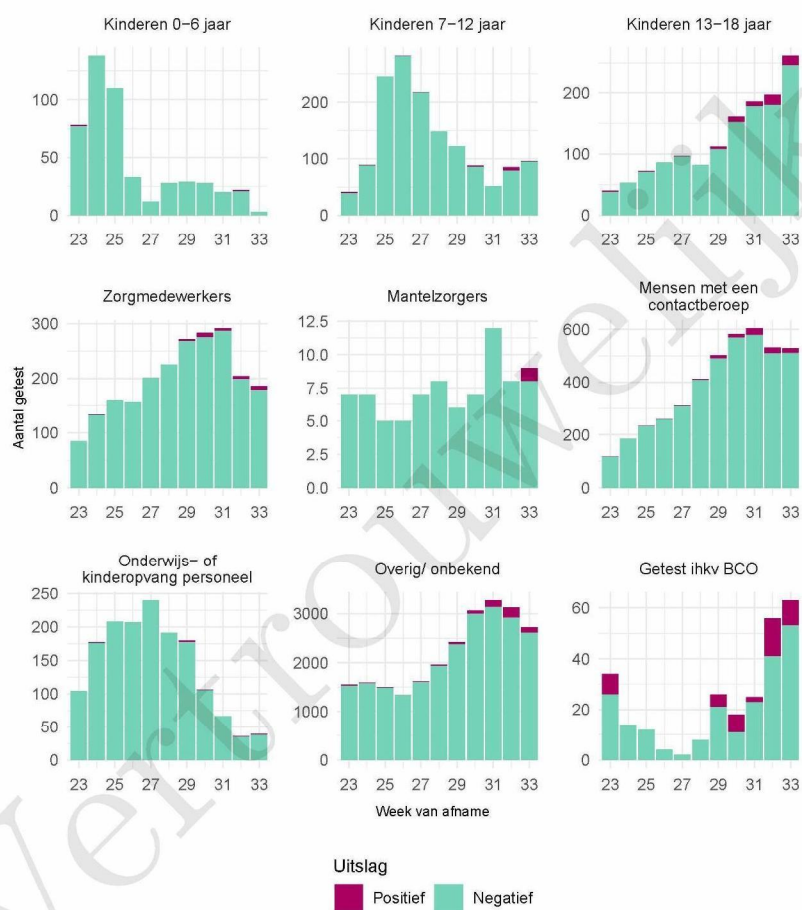 Kinderen 0−6 jaar
Kinderen 7−12 jaar
Kinderen 13−18 jaar
100
50
0
23 25 27 29 31 33
200
100
0
23 25 27 29 31 33
200
100
0
23 25 27 29 31 33
Zorgmedewerkers
Mantelzorgers
Mensen met een
contactberoep
Aantal getest
300
200
100
0
23 25 27 29 31 33
12.5
10.0
7.5
5.0
2.5
0.0
23 25 27 29 31 33
600
400
200
0
23 25 27 29 31 33
Onderwijs− of
kinderopvang personeel
Overig/ onbekend
Getest ihkv BCO
250
200
150
100
50
0
23 25 27 29 31 33
3000
2000
1000
0
23 25 27 29 31 33
60
40
20
0
23 25 27 29 31 33
Week van afname
Uitslag
Positief Negatief
Vertrouwelijk